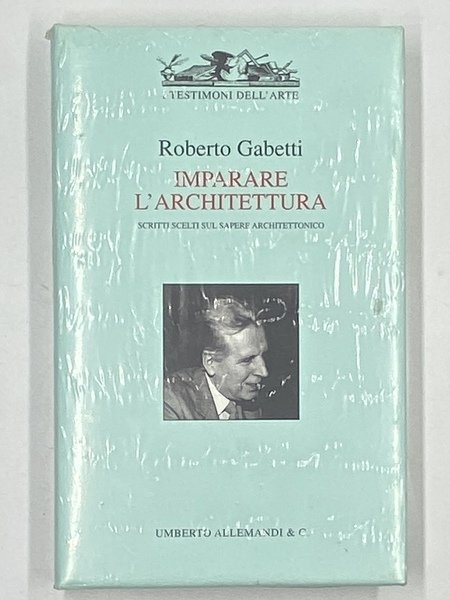 I TESTIMONI DELL'ARTE
Roberto Gabetti
IMPARARE
L'ARCHITETTURA
SCRITTI SCELTI SUL SAPERE ARCHITETTONICO
UMBERTO ALLEMANDI & C